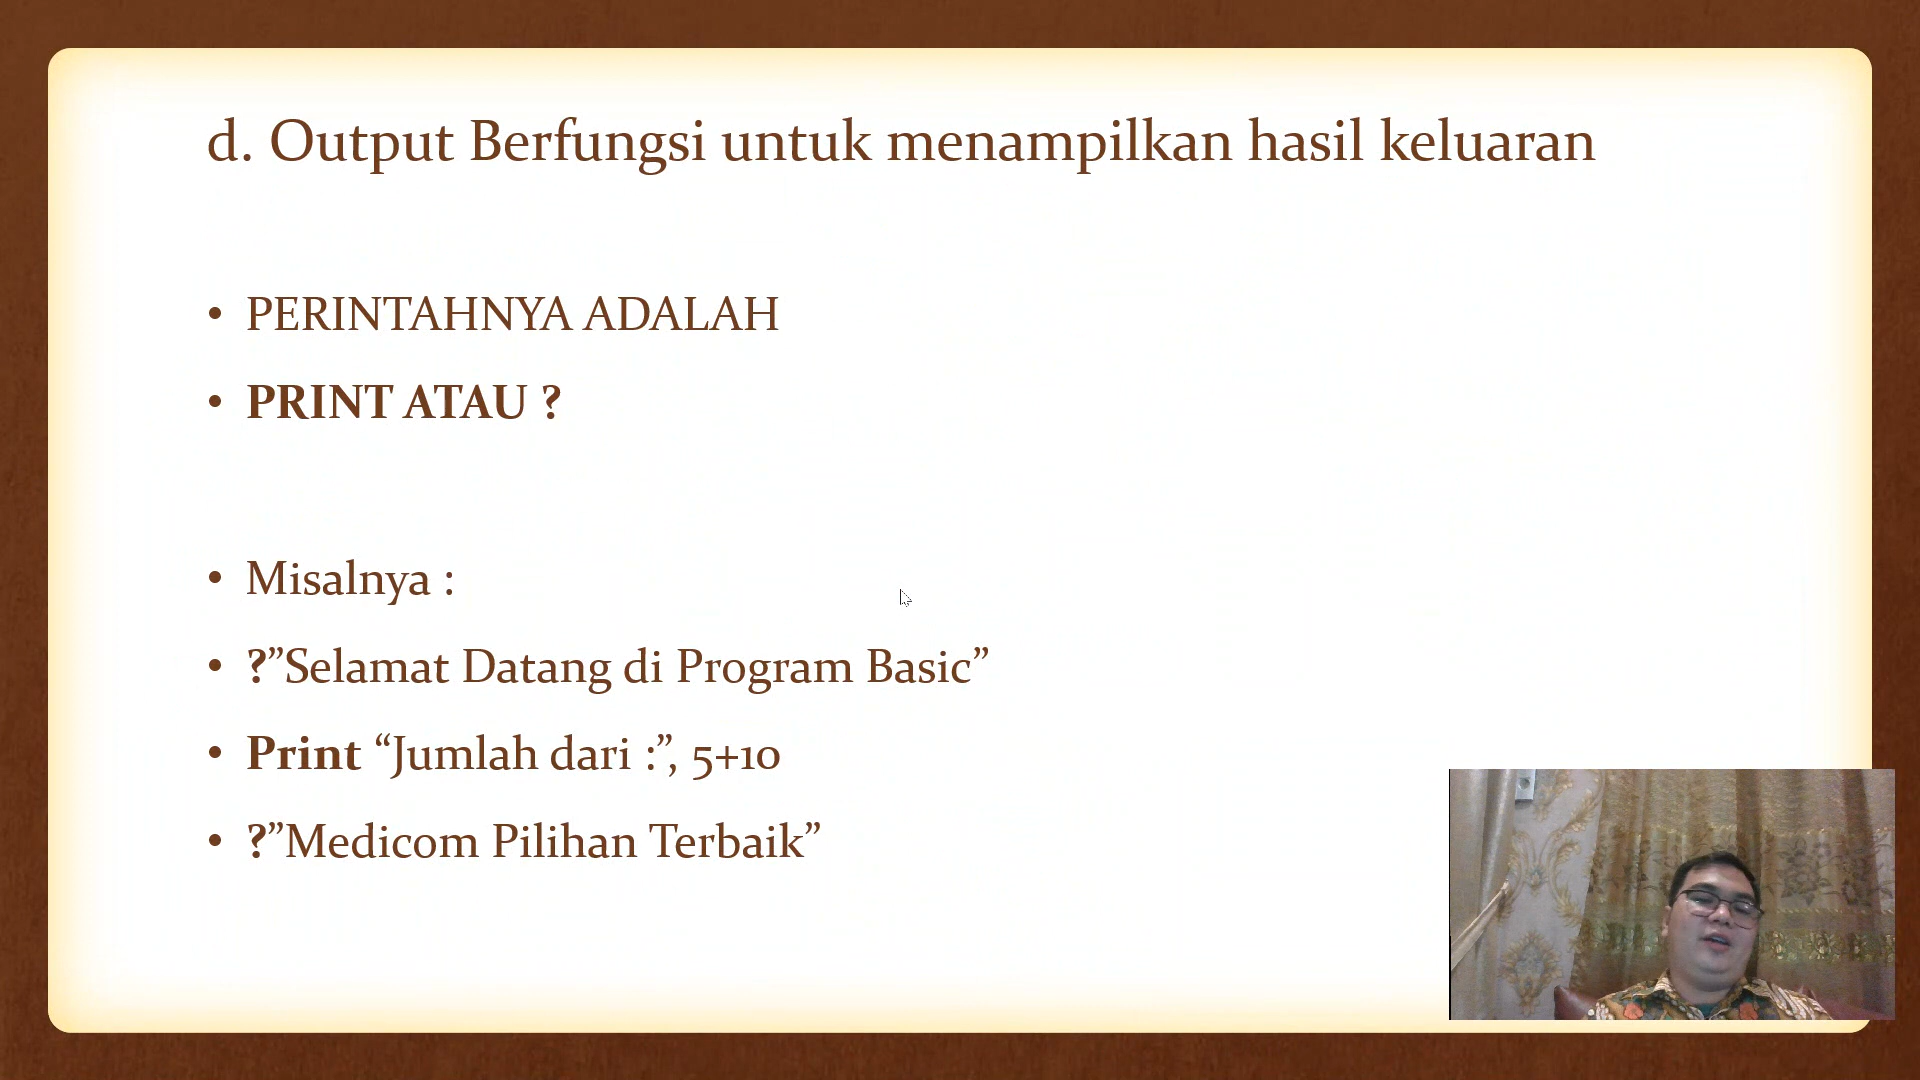 d. Output Berfungsi untuk menampilkan hasil keluaran
• PERINTAHNYA ADALAH
• PRINT ATAU ?
• Misalnya :
• ?”Selamat Datang di Program Basic”
• Print “Jumlah dari :”, 5+10
• ?”Medicom Pilihan Terbaik”